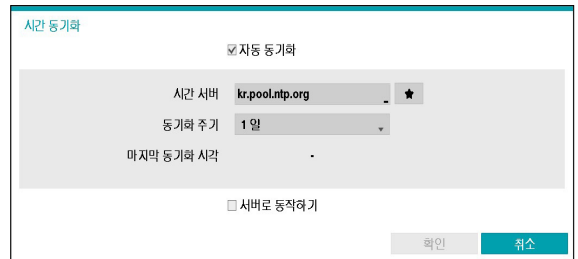 시간 동기화
자동 동기화
시간 서버 kr.pool.ntp.org
동기화 주기 1 일
마지막 동기화 시각 -
서버로 동작하기
확인 취소